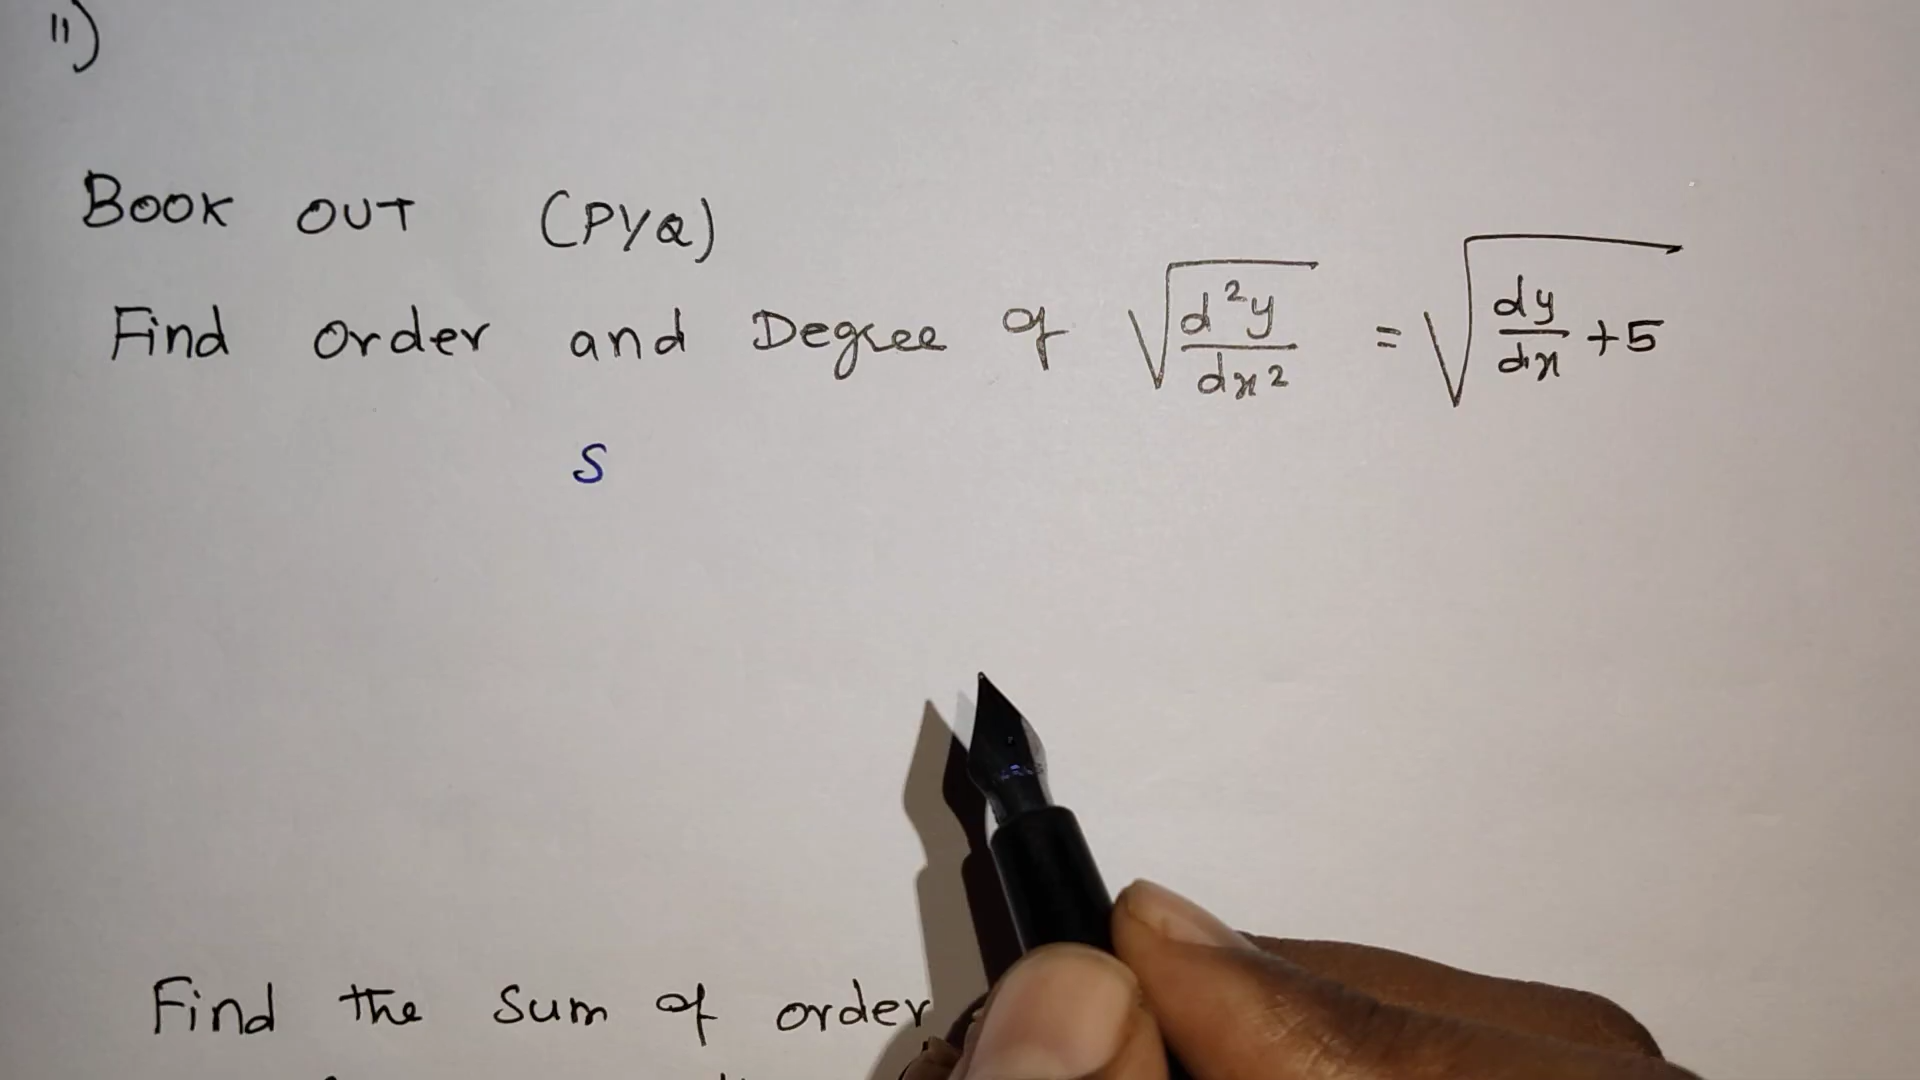 11)
Book OUT (PYQ)
Find order and Degree of √(d²y/dx²) = √(dy/dx + 5)
S
Find the sum of order